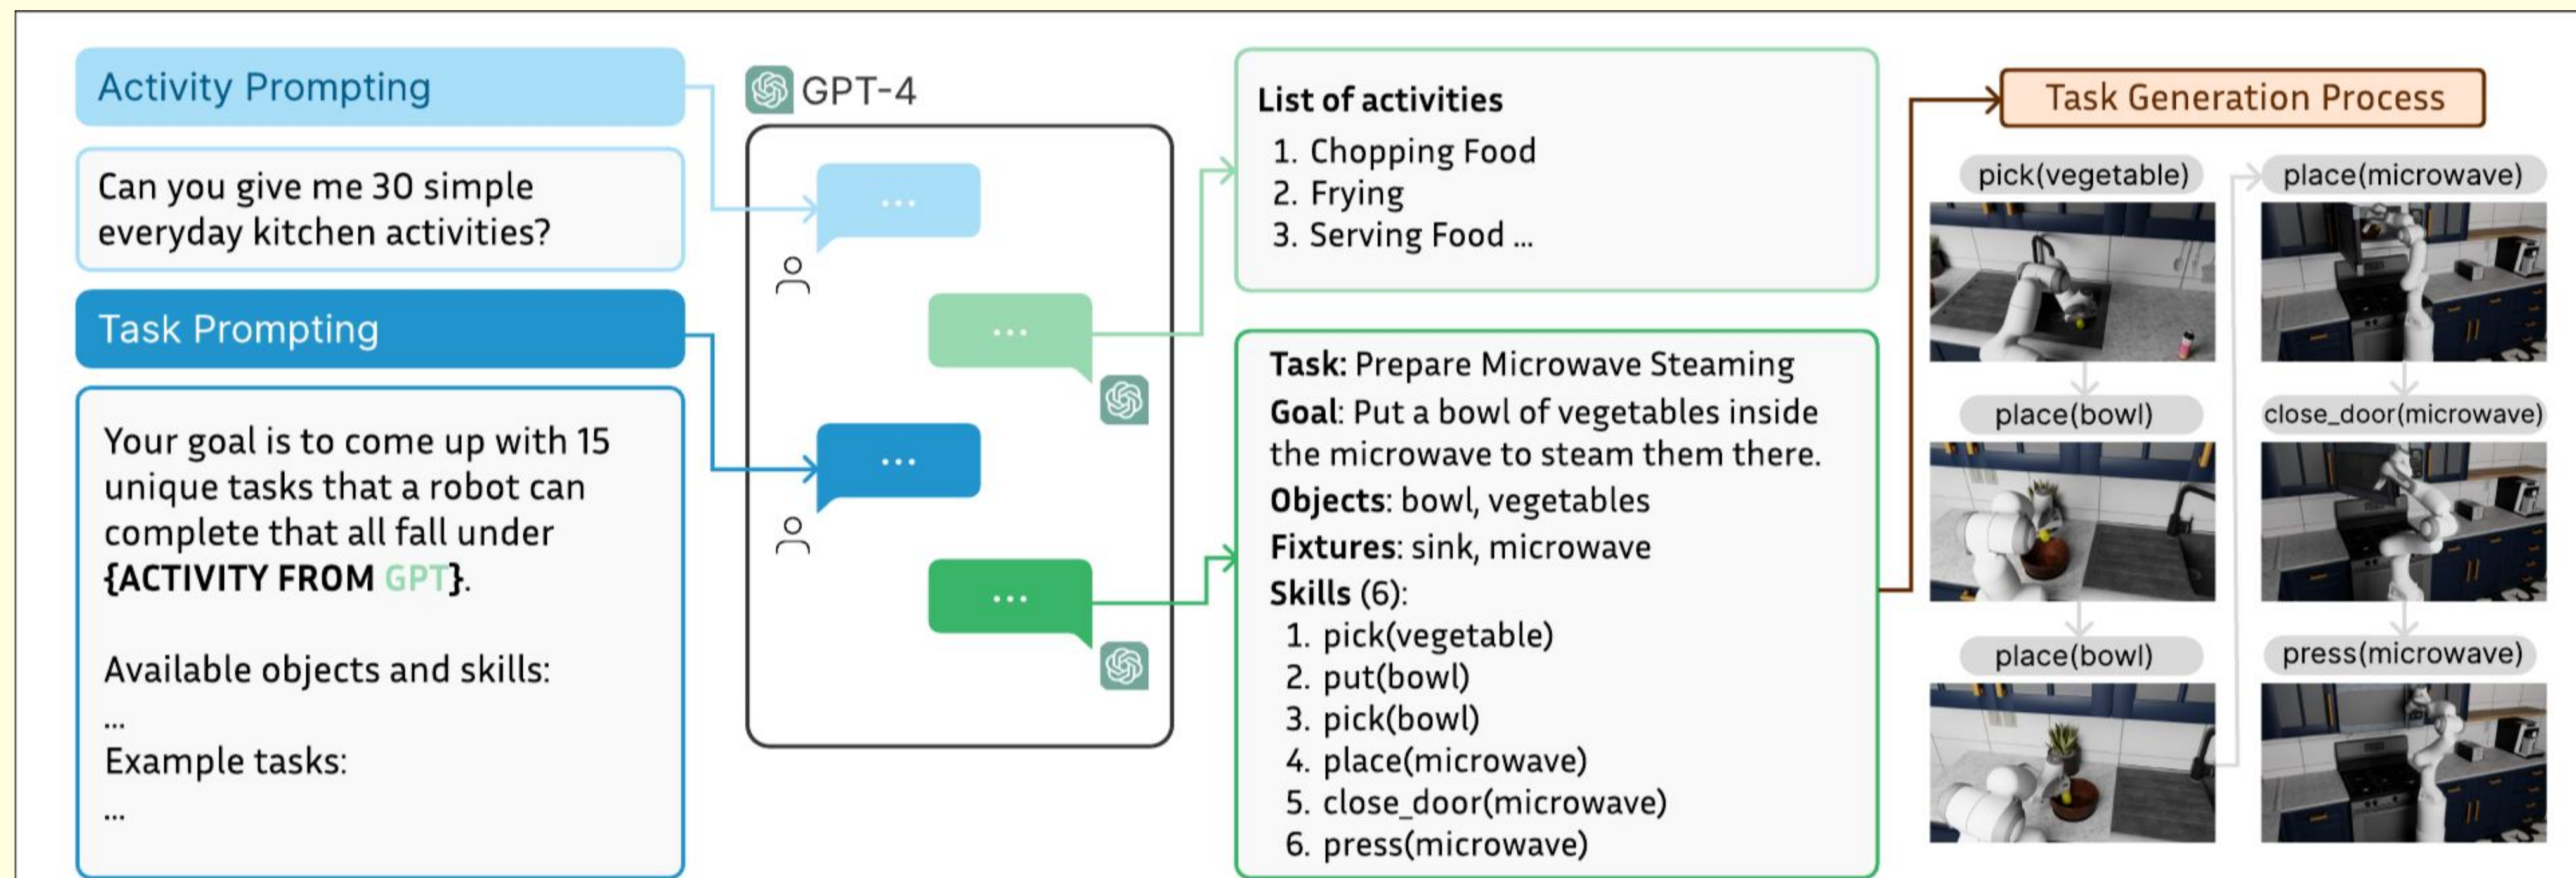 Activity Prompting
Can you give me 30 simple
everyday kitchen activities?
Task Prompting
Your goal is to come up with 15
unique tasks that a robot can
complete that all fall under
{ACTIVITY FROM GPT}.
Available objects and skills:
...
Example tasks:
...
GPT-4
...
...
...
...
List of activities
1. Chopping Food
2. Frying
3. Serving Food ...
Task: Prepare Microwave Steaming
Goal: Put a bowl of vegetables inside
the microwave to steam them there.
Objects: bowl, vegetables
Fixtures: sink, microwave
Skills (6):
1. pick(vegetable)
2. put(bowl)
3. pick(bowl)
4. place(microwave)
5. close_door(microwave)
6. press(microwave)
Task Generation Process
pick(vegetable)
place(bowl)
place(bowl)
place(microwave)
close_door(microwave)
press(microwave)